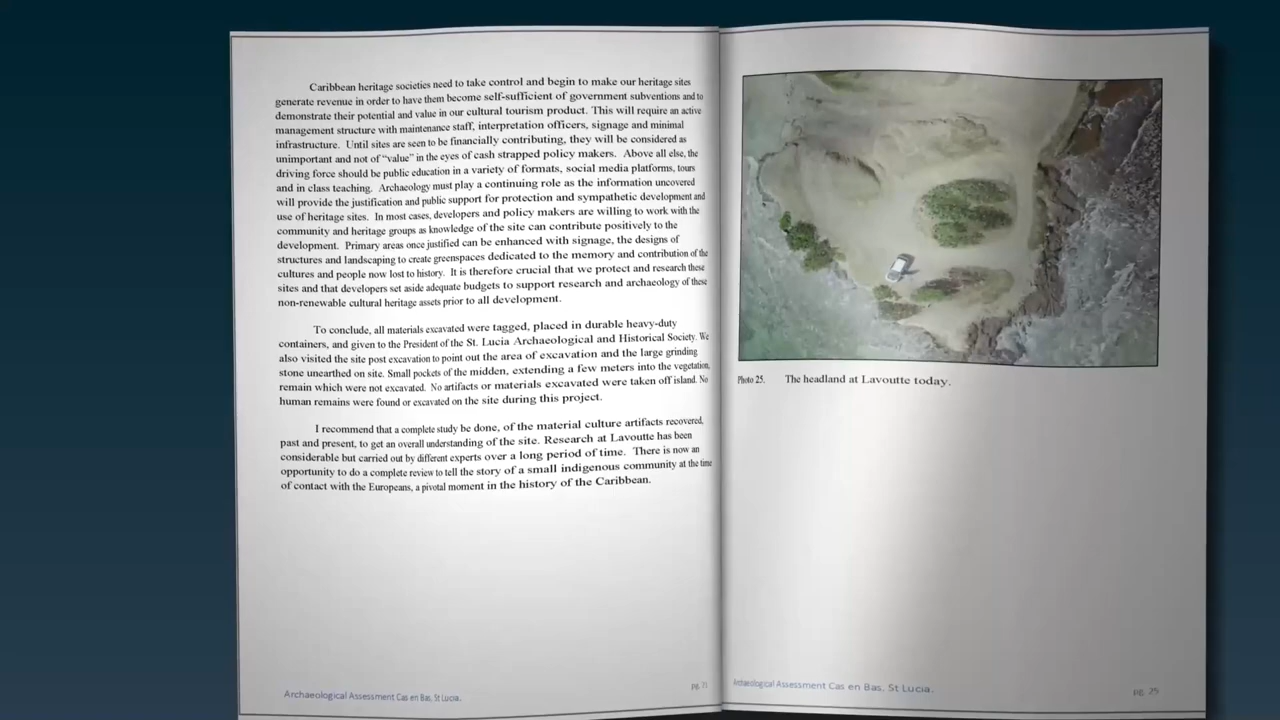 Caribbean heritage societies need to take control and begin to make our heritage sites
generate revenue in order to have them become self-sufficient of government subventions and to
demonstrate their potential and value in our cultural tourism product. This will require an active
management structure with maintenance staff, interpretation officers, signage and minimal
infrastructure. Until sites are seen to be financially contributing, they will be considered as
unimportant and not of "value" in the eyes of cash strapped policy makers. Above all else, the
driving force should be public education in a variety of formats, social media platforms, tours
and in class teaching. Archaeology must play a continuing role as the information uncovered
will provide the justification and public support for protection and sympathetic development and
use of heritage sites. In most cases, developers and policy makers are willing to work with the
community and heritage groups as knowledge of the site can contribute positively to the
development. Primary areas once justified can be enhanced with signage, the designs of
structures and landscaping to create greenspaces dedicated to the memory and contribution of the
cultures and people now lost to history. It is therefore crucial that we protect and research these
sites and that developers set aside adequate budgets to support research and archaeology of these
non-renewable cultural heritage assets prior to all development.
To conclude, all materials excavated were tagged, placed in durable heavy-duty
containers, and given to the President of the St. Lucia Archaeological and Historical Society. We
also visited the site post excavation to point out the area of excavation and the large grinding
stone unearthed on site. Small pockets of the midden, extending a few meters into the vegetation,
remain which were not excavated. No artifacts or materials excavated were taken off island. No
human remains were found or excavated on the site during this project.
I recommend that a complete study be done, of the material culture artifacts recovered,
past and present, to get an overall understanding of the site. Research at Lavoutte has been
considerable but carried out by different experts over a long period of time. There is now an
opportunity to do a complete review to tell the story of a small indigenous community at the time
of contact with the Europeans, a pivotal moment in the history of the Caribbean.
Archaeological Assessment Cas en Bas, St Lucia.
pg.
Photo 25. The headland at Lavoutte today.
Archaeological Assessment Cas en Bas, St Lucia.
pg. 29